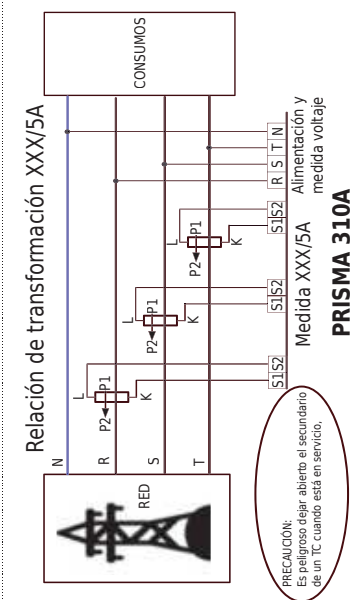 Relación de transformación XXX/5A
CONSUMOS
N
R
S
T
L
P1
P2
K
L
P1
P2
K
L
P1
P2
K
RED
S1 S2
S1 S2
S1 S2
R S T N
Medida XXX/5A
Alimentación y
medida voltaje
PRISMA 310A
PRECAUCIÓN:
Es peligroso dejar abierto el secundario
de un TC cuando está en servicio.